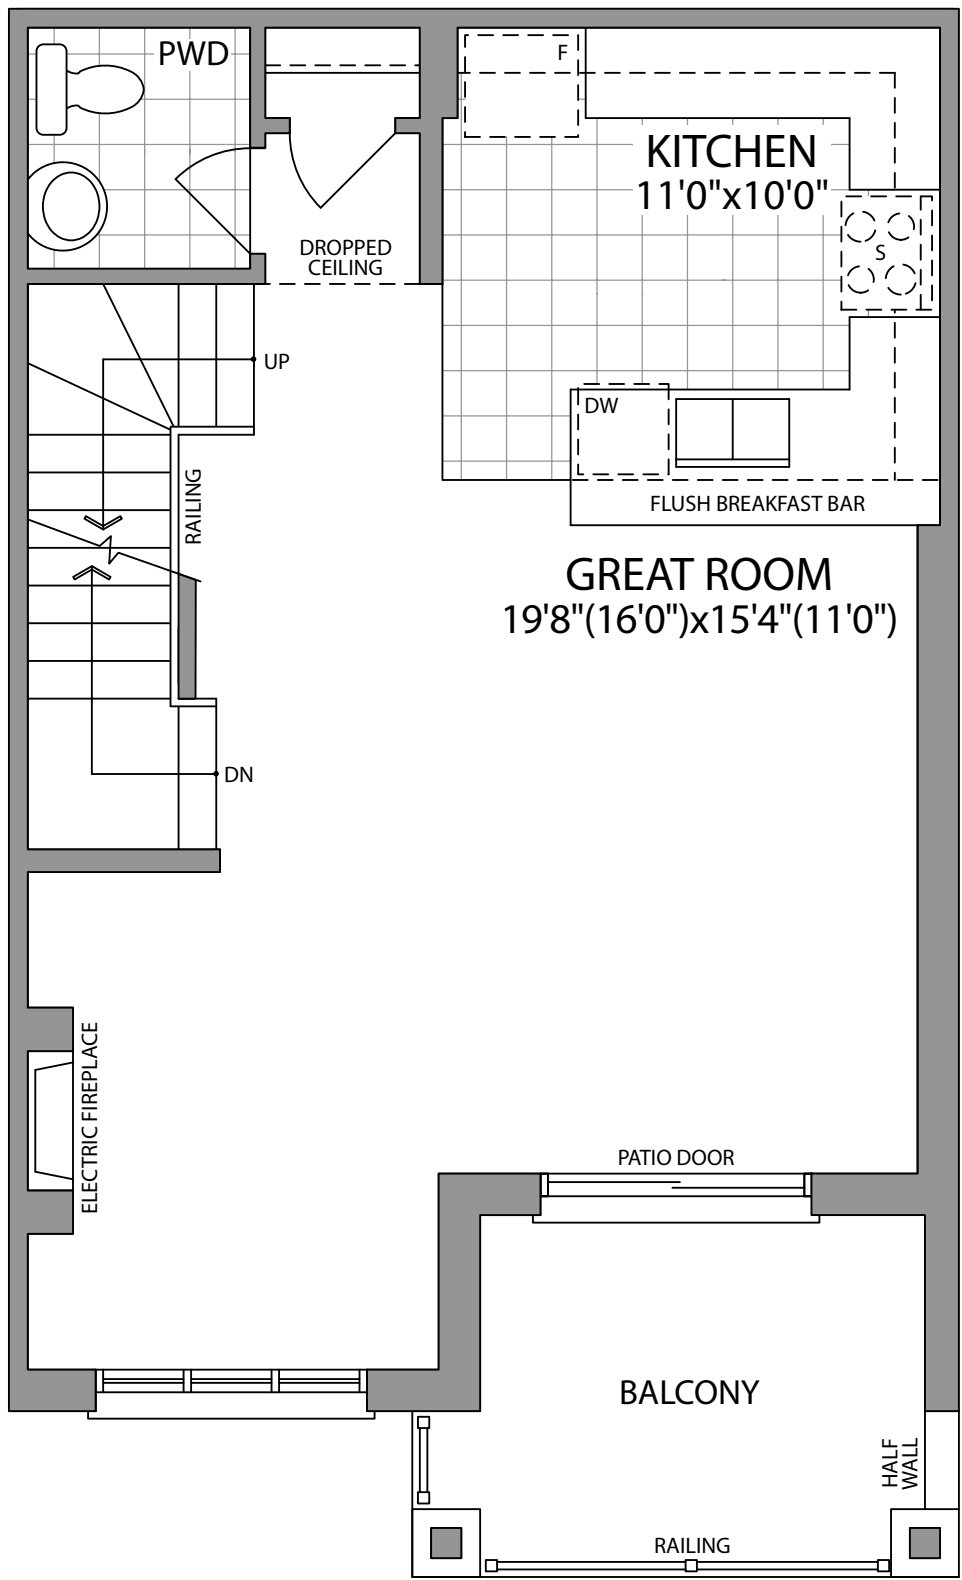 PWD
F
KITCHEN
11'0"x10'0"
DROPPED
CEILING
S
UP
DW
RAILING
FLUSH BREAKFAST BAR
GREAT ROOM
19'8"(16'0")x15'4"(11'0")
DN
ELECTRIC FIREPLACE
PATIO DOOR
BALCONY
HALF
WALL
RAILING